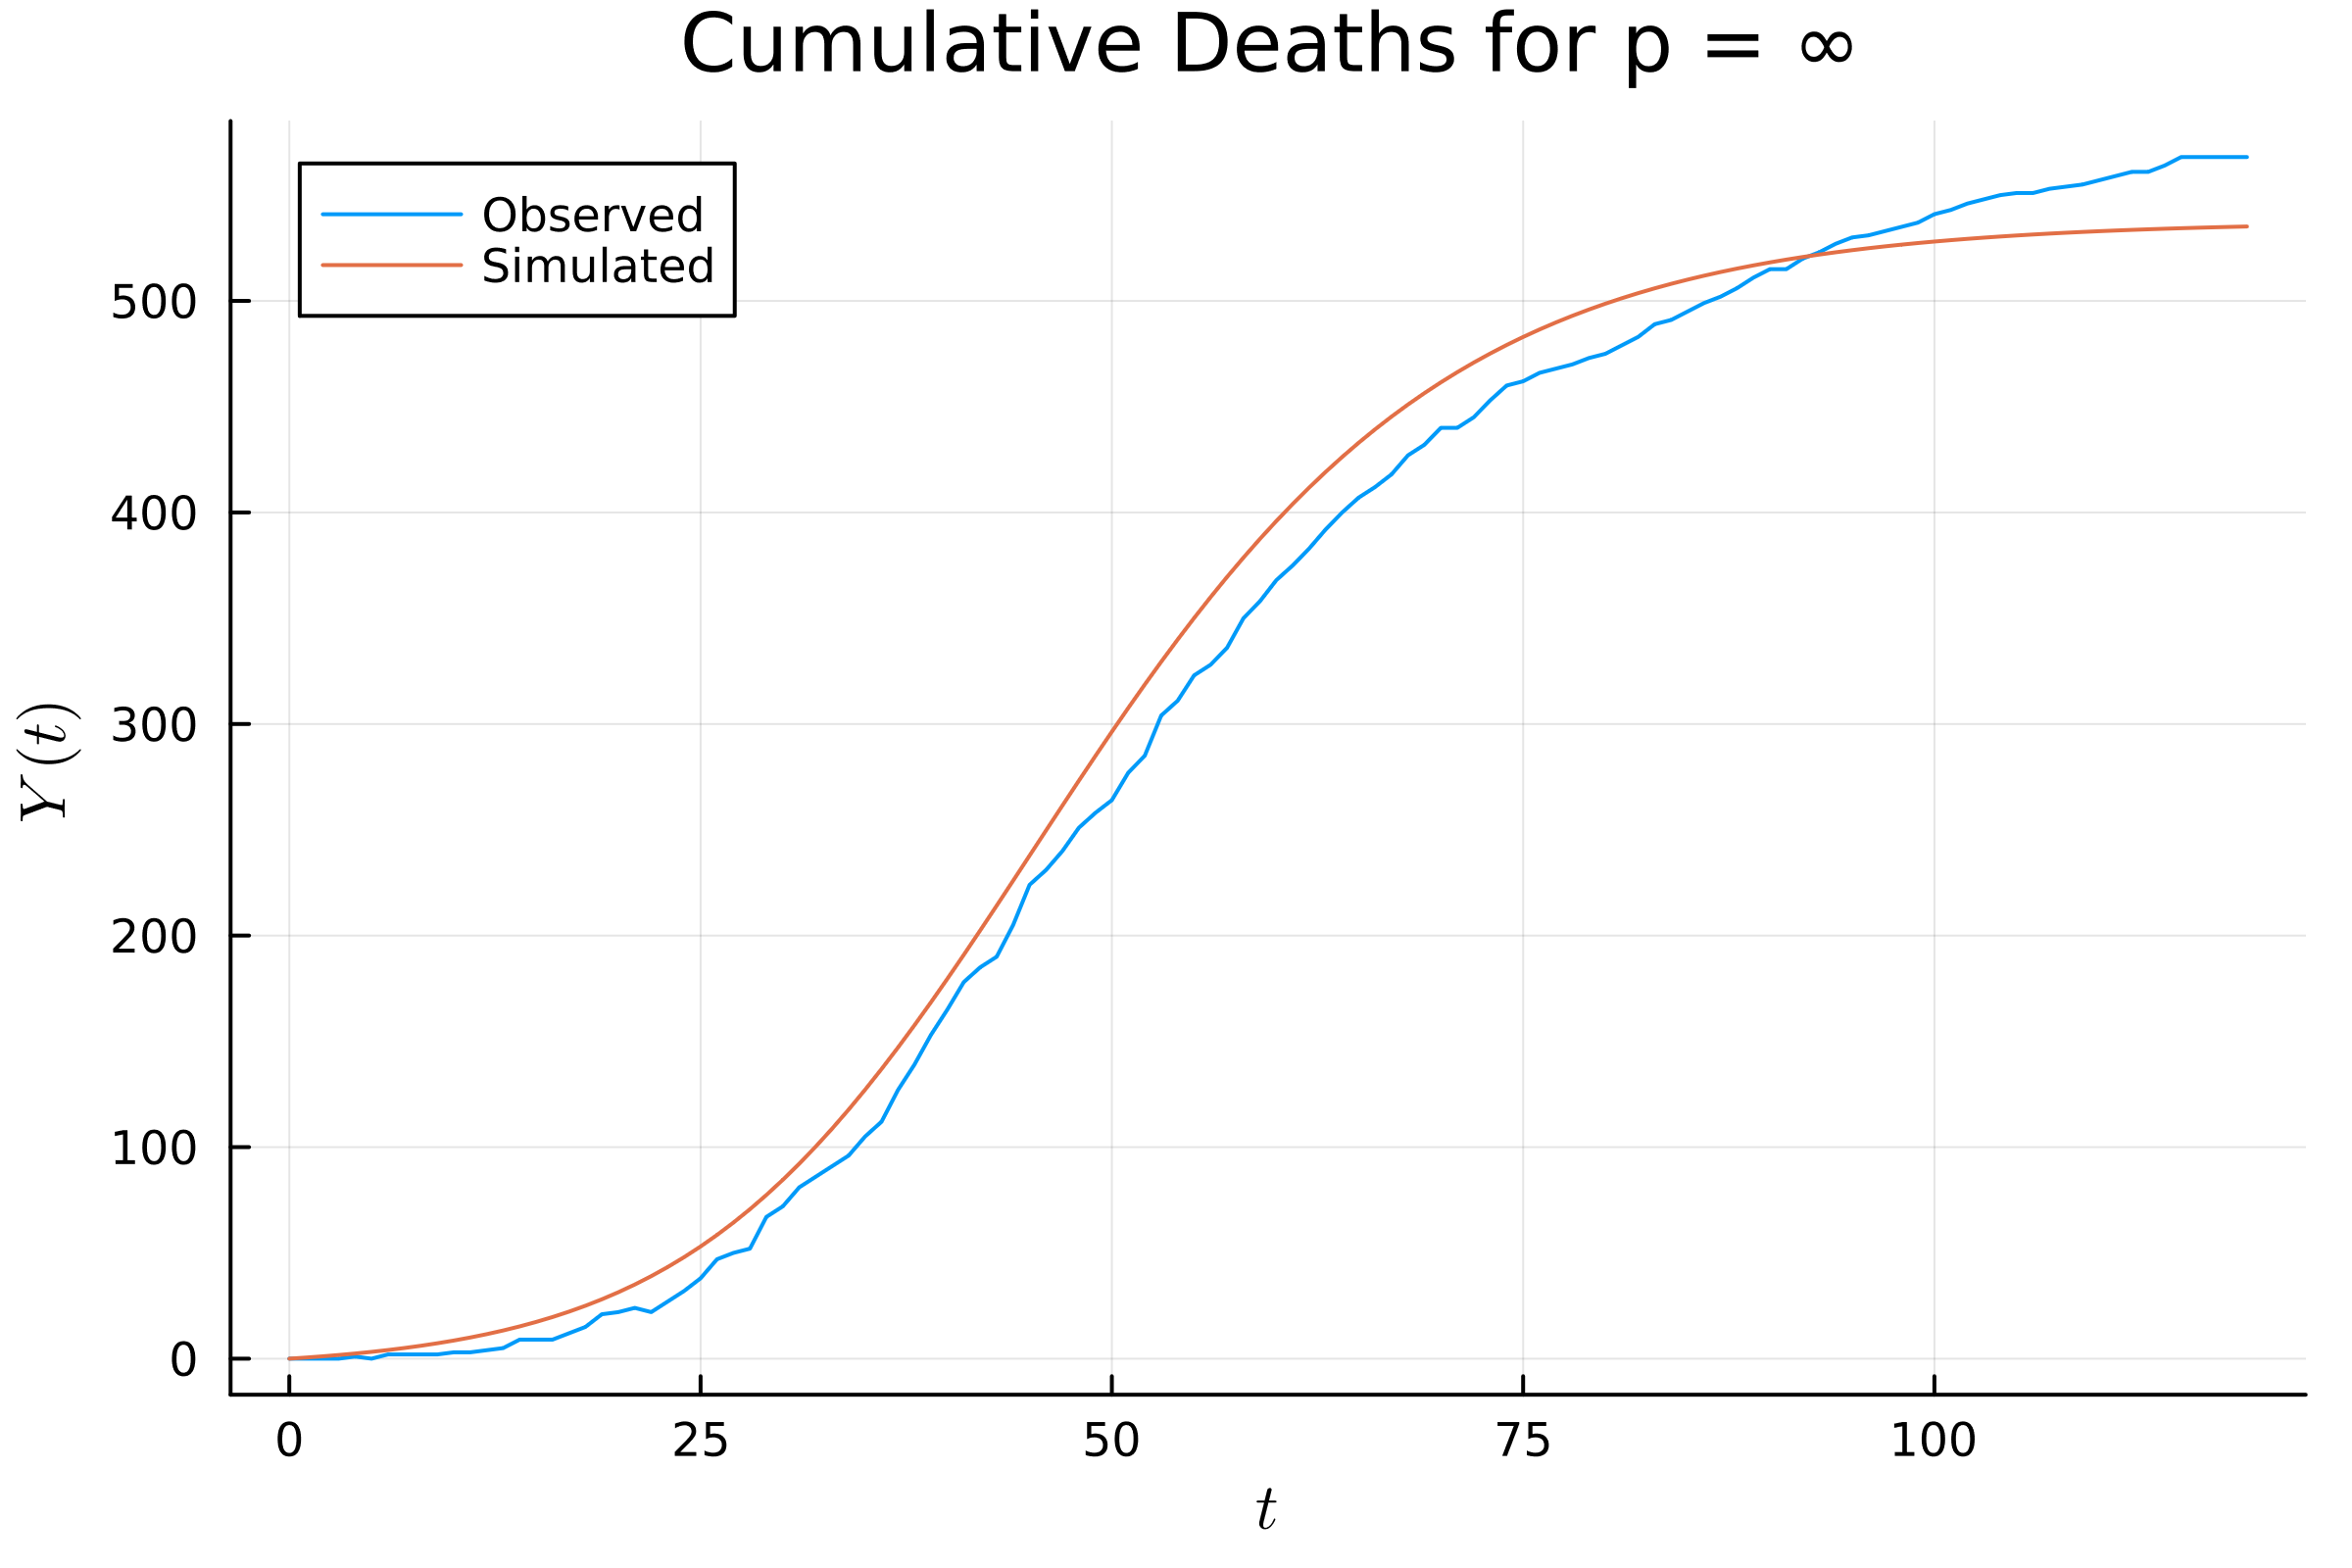 Cumulative Deaths for p = ∞
Observed
Simulated
500
400
300
200
100
0
Y(t)
0 25 50 75 100
t